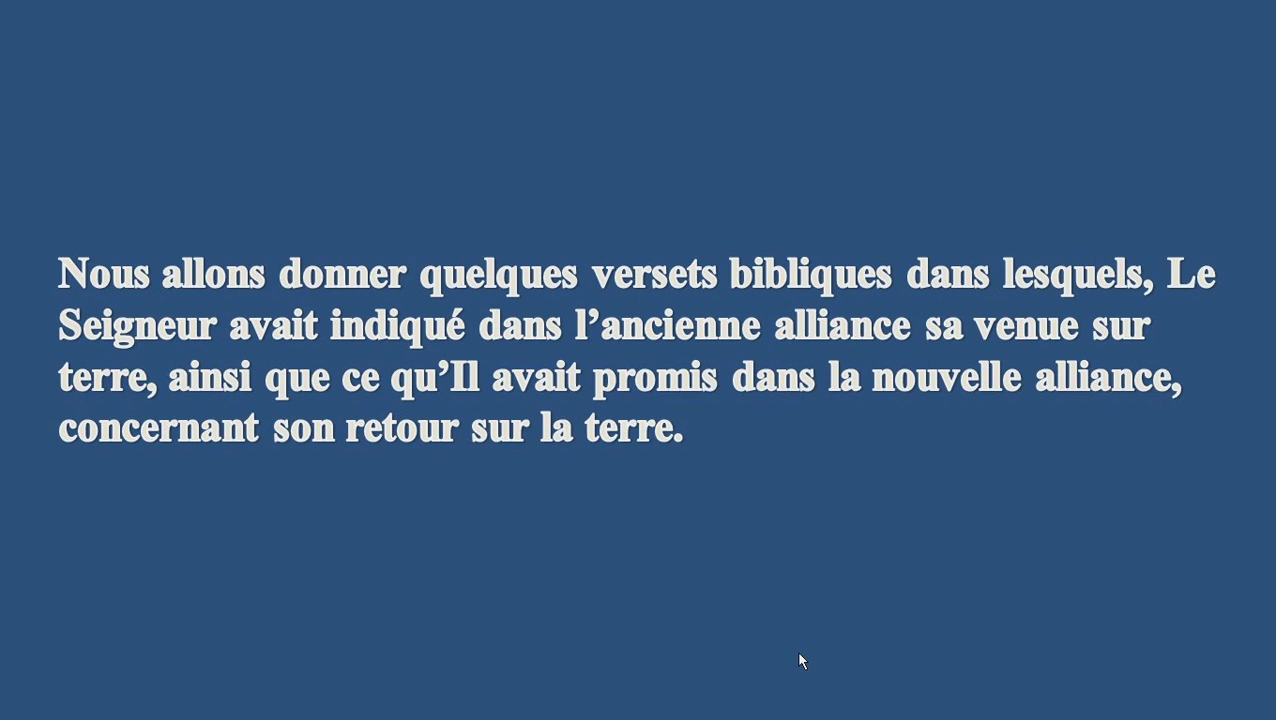 Nous allons donner quelques versets bibliques dans lesquels, Le
Seigneur avait indiqué dans l’ancienne alliance sa venue sur
terre, ainsi que ce qu’Il avait promis dans la nouvelle alliance,
concernant son retour sur la terre.